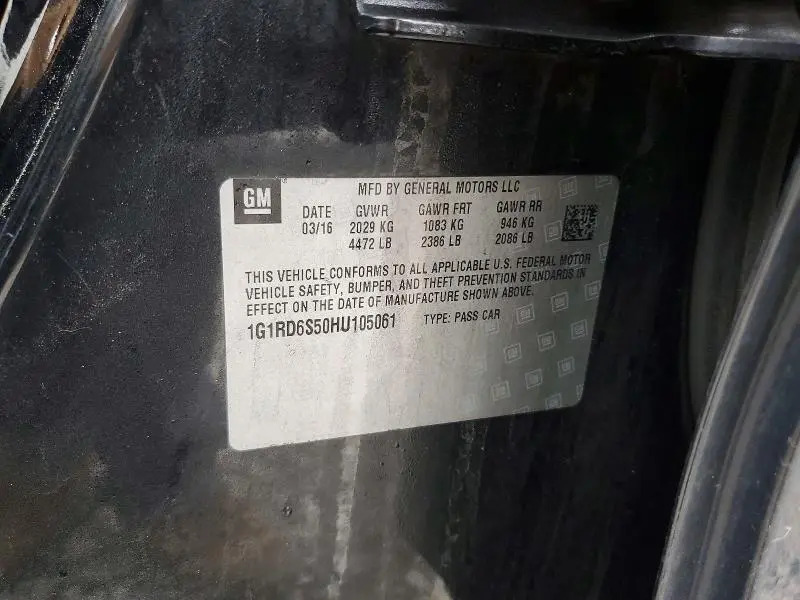 GM
MFD BY GENERAL MOTORS LLC
DATE GVWR GAWR FRT GAWR RR
03/16 2029 KG 1083 KG 946 KG
4472 LB 2386 LB 2086 LB
THIS VEHICLE CONFORMS TO ALL APPLICABLE U.S. FEDERAL MOTOR
VEHICLE SAFETY, BUMPER, AND THEFT PREVENTION STANDARDS IN
EFFECT ON THE DATE OF MANUFACTURE SHOWN ABOVE.
1G1RD6S50HU105061 TYPE: PASS CAR